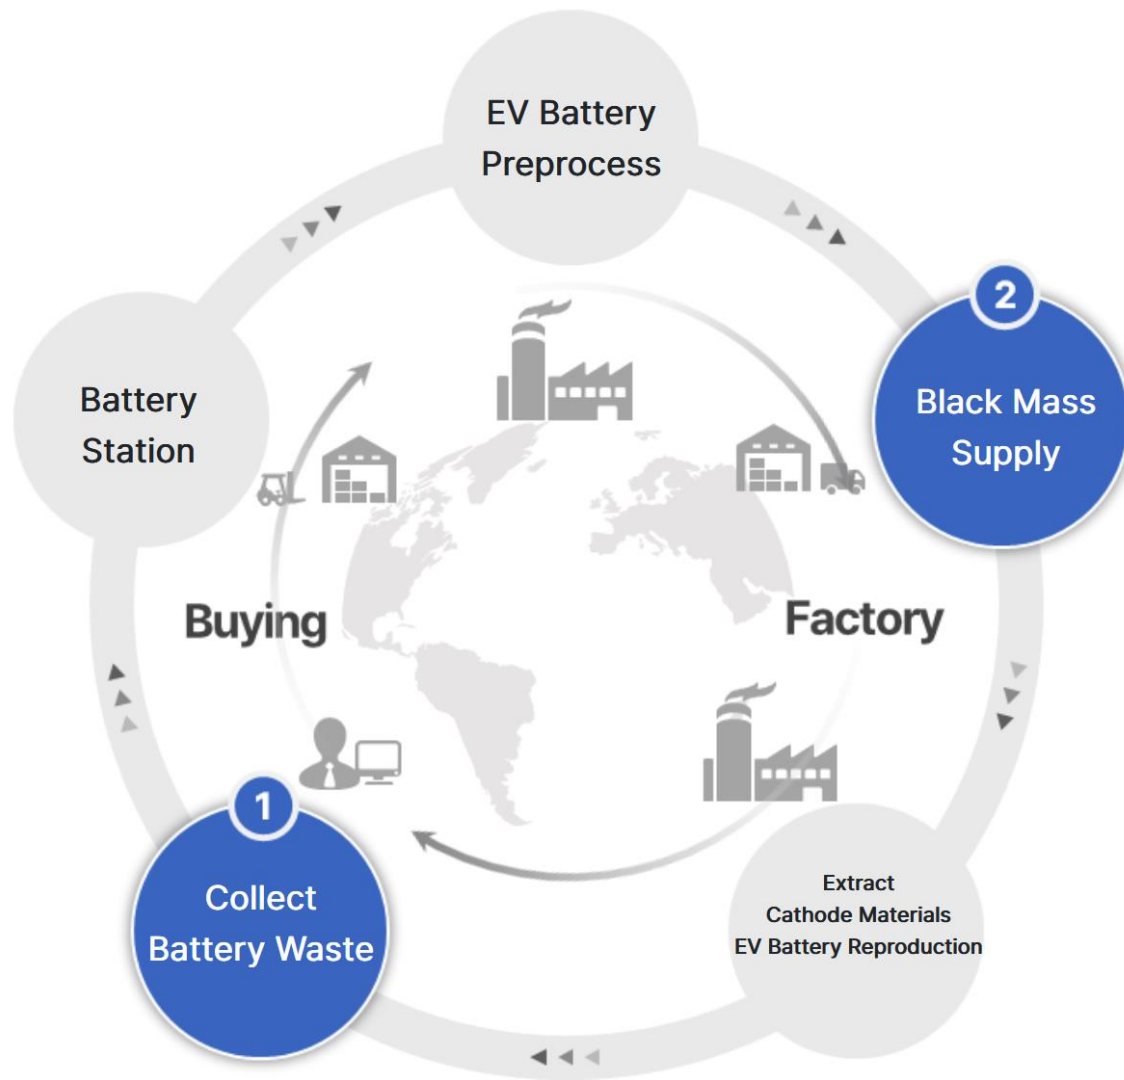 EV Battery
Preprocess
2
Black Mass
Supply
Battery
Station
Buying
Factory
1
Collect
Battery Waste
Extract
Cathode Materials
EV Battery Reproduction